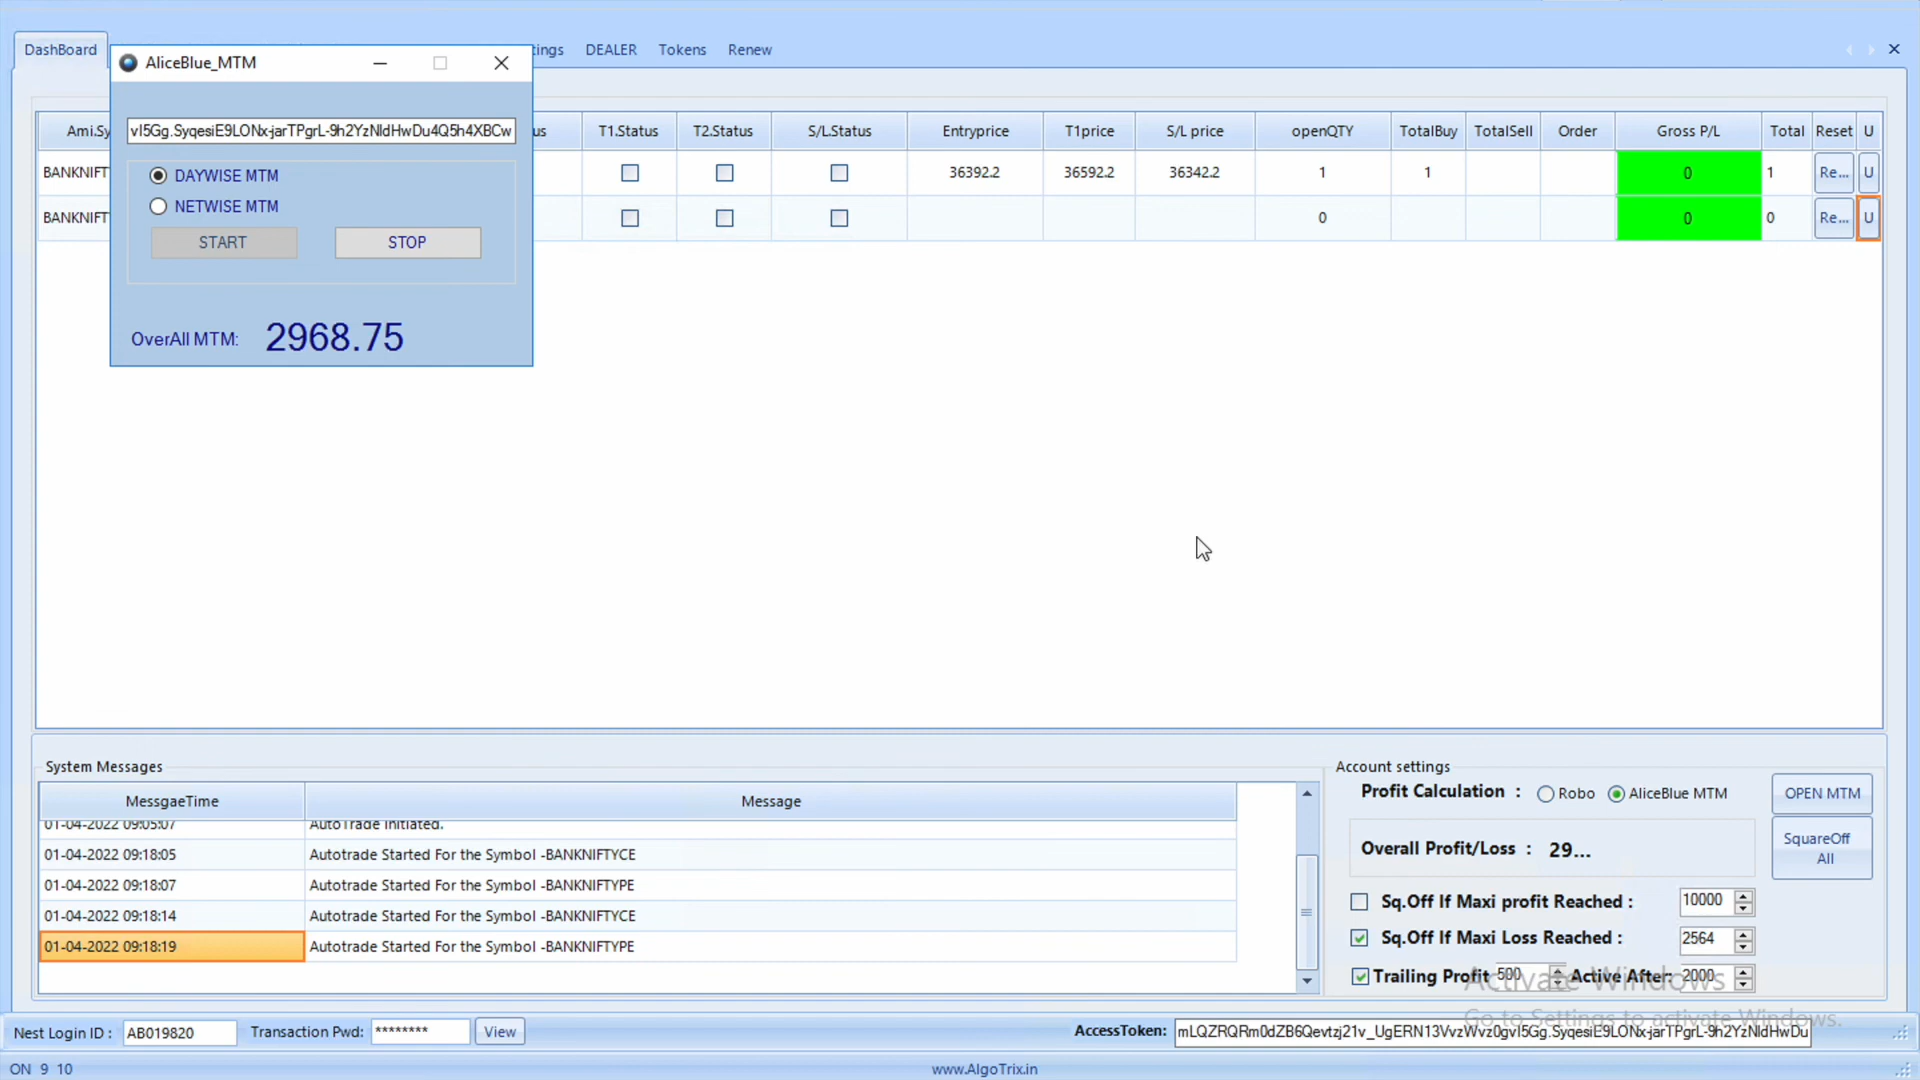 DashBoard
tings DEALER Tokens Renew
AliceBlue_MTM
vI5Gg.SyqesiE9LONx-jarTPgrL-9h2YzNldHwDu4Q5h4XBCw
DAYWISE MTM
NETWISE MTM
START STOP
OverAll MTM: 2968.75
Ami.Sy us T1.Status T2.Status S/L.Status Entryprice T1price S/L price openQTY TotalBuy TotalSell Order Gross P/L Total Reset U
BANKNIFT 36392.2 36592.2 36342.2 1 1 0 1 Re... U
BANKNIFT 0 0 0 Re... U
System Messages
MessgaeTime Message
01-04-2022 09:05:07 AutoTrade Initiated.
01-04-2022 09:18:05 Autotrade Started For the Symbol -BANKNIFTYCE
01-04-2022 09:18:07 Autotrade Started For the Symbol -BANKNIFTYPE
01-04-2022 09:18:14 Autotrade Started For the Symbol -BANKNIFTYCE
01-04-2022 09:18:19 Autotrade Started For the Symbol -BANKNIFTYPE
Account settings
Profit Calculation : Robo AliceBlue MTM OPEN MTM
Overall Profit/Loss : 29...
SquareOff
All
Sq.Off If Maxi profit Reached : 10000
Sq.Off If Maxi Loss Reached : 2564
Trailing Profit 500 Active After: 2000
Activate Windows
Go to Settings to activate Windows.
Nest Login ID : AB019820 Transaction Pwd: ******** View
AccessToken: mLQZRQRm0dZB6Qevtzj21v_UgERN13VvzWvz0gvI5Gg.SyqesiE9LONx-jarTPgrL-9h2YzNldHwDu
ON 9 10
www.AlgoTrix.in